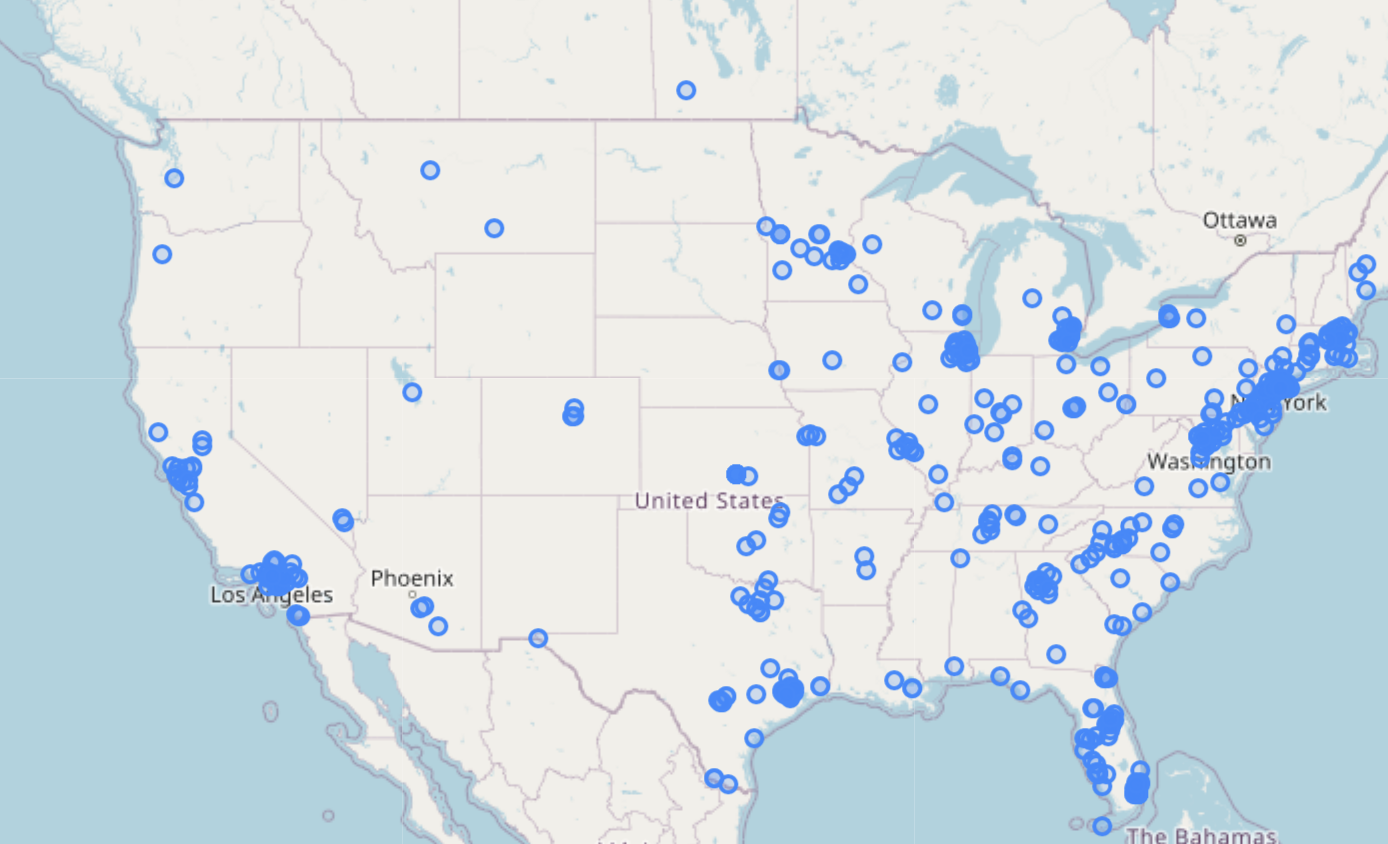 Ottawa
New York
Washington
United States
Phoenix
Los Angeles
The Bahamas